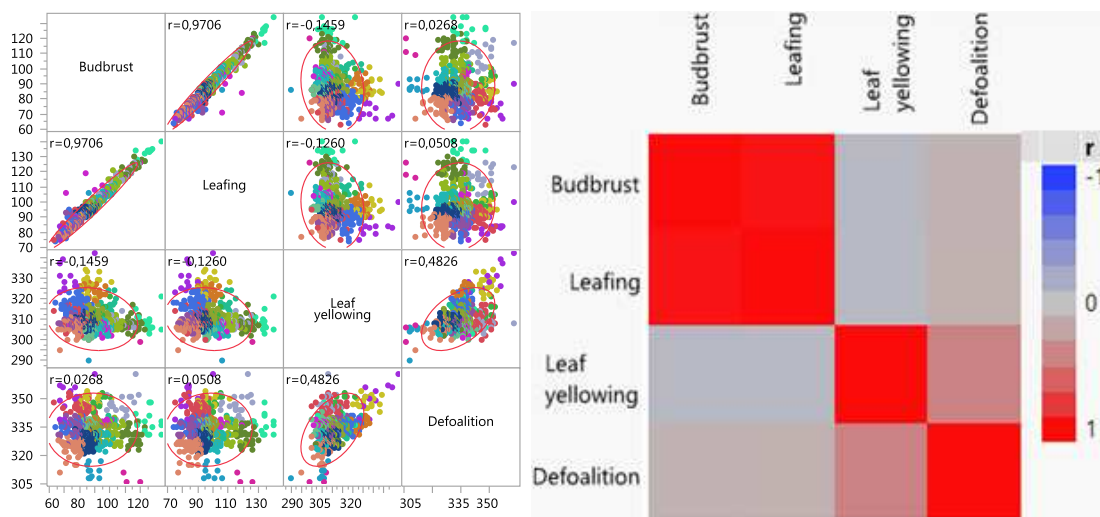 r=0,9706
r=-0,1459
r=0,0268
Budbrust
120
110
100
90
80
70
60
r=0,9706
r=-0,1260
r=0,0508
Leafing
130
120
110
100
90
80
70
r=-0,1459
r=-0,1260
r=0,4826
Leaf
yellowing
330
320
310
300
290
r=0,0268
r=0,0508
r=0,4826
Defoalition
350
335
320
305
60 80 100 120
70 90 110 130
290 305 315 330
305 335 350
Budbrust
Leafing
Leaf
yellowing
Defoalition
Budbrust
Leafing
Leaf
yellowing
Defoalition
r
-1
0
1